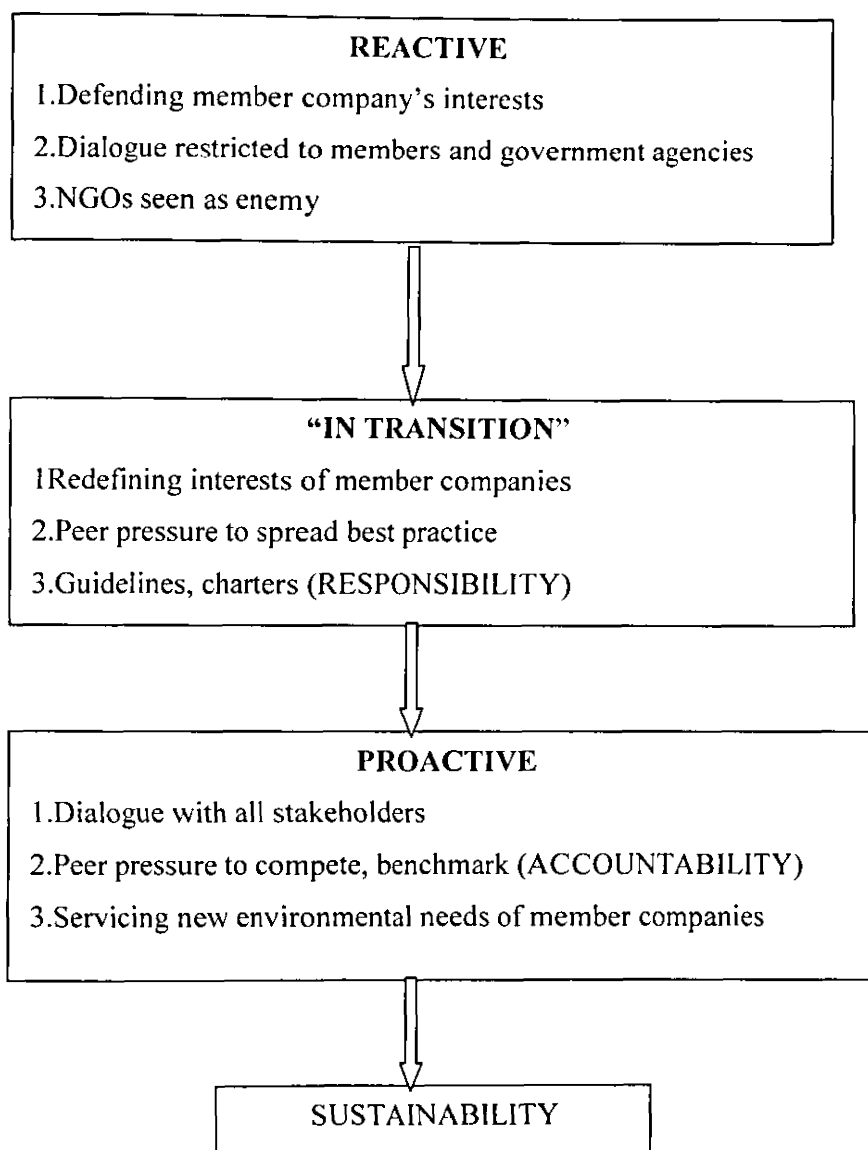 REACTIVE
1.Defending member company's interests
2.Dialogue restricted to members and government agencies
3.NGOs seen as enemy
“IN TRANSITION”
1Redefining interests of member companies
2.Peer pressure to spread best practice
3.Guidelines, charters (RESPONSIBILITY)
PROACTIVE
1.Dialogue with all stakeholders
2.Peer pressure to compete, benchmark (ACCOUNTABILITY)
3.Servicing new environmental needs of member companies
SUSTAINABILITY